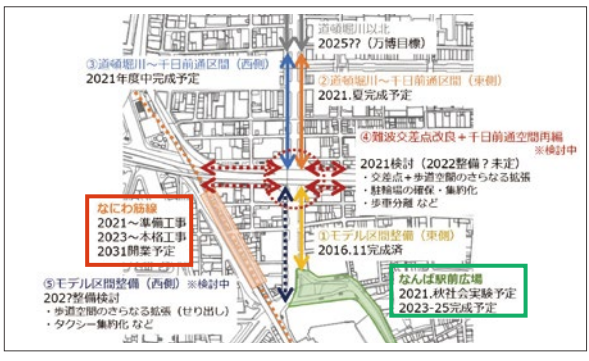 道頓堀川以北
2025??（万博目標）
③道頓堀川～千日前通区間（西側）
2021年度中完成予定
②道頓堀川～千日前通区間（東側）
2021.夏完成予定
④難波交差点改良＋千日前通空間再編
※検討中
2021検討（2022整備？未定）
・交差点＋歩道空間のさらなる拡張
・駐輪場の確保・集約化
・歩車分離 など
なにわ筋線
2021～準備工事
2023～本格工事
2031開業予定
①モデル区間整備（東側）
2016.11完成済
⑤モデル区間整備（西側）※検討中
202?整備検討
・歩道空間のさらなる拡張（せり出し）
・タクシー集約化 など
なんば駅前広場
2021.秋社会実験予定
2023-25完成予定